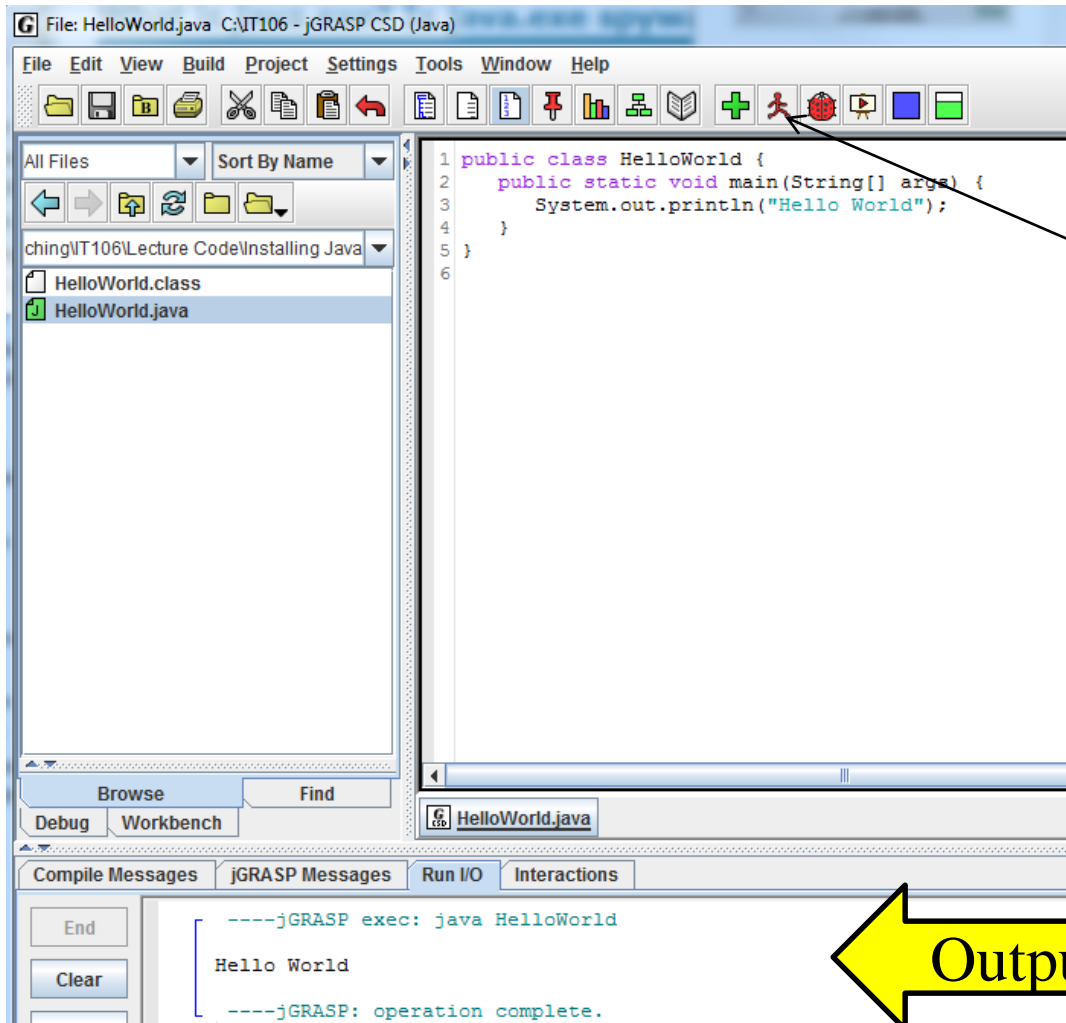 java.exe spyw
File: HelloWorld.java C:\IT106 - jGRASP CSD (Java)
File Edit View Build Project Settings Tools Window Help
All Files Sort By Name
ching\IT106\Lecture Code\Installing Java
HelloWorld.class
HelloWorld.java
1 public class HelloWorld {
2 public static void main(String[] args) {
3 System.out.println("Hello World");
4 }
5 }
6
Browse Find
Debug Workbench
HelloWorld.java
Compile Messages jGRASP Messages Run I/O Interactions
End
Clear
----jGRASP exec: java HelloWorld
Hello World
----jGRASP: operation complete.
Outpu